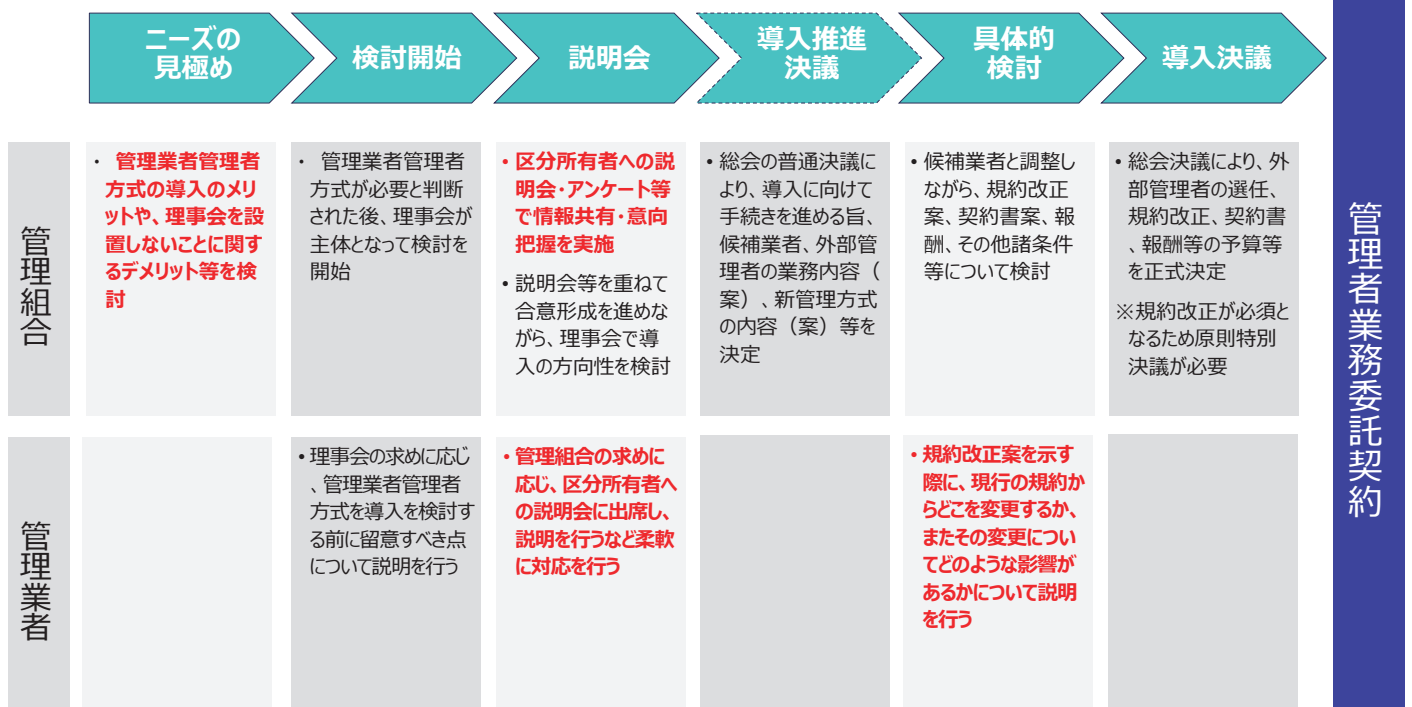 ニーズの
見極め
検討開始
説明会
導入推進
決議
具体的
検討
導入決議
管理組合
・ 管理業者管理者
方式の導入のメリ
ットや、理事会を設
置しないことに関す
るデメリット等を検
討
・ 管理業者管理者
方式が必要と判断
された後、理事会が
主体となって検討を
開始
・区分所有者への説
明会・アンケート等
で情報共有・意向
把握を実施
・説明会等を重ねて
合意形成を進めな
がら、理事会で導
入の方向性を検討
・総会の普通決議に
より、導入に向けて
手続きを進める旨、
候補業者、外部管
理者の業務内容（
案）、新管理方式
の内容（案）等を
決定
・候補業者と調整し
ながら、規約改正
案、契約書案、報
酬、その他諸条件
等について検討
・総会決議により、外
部管理者の選任、
規約改正、契約書
、報酬等の予算等
を正式決定
※規約改正が必須と
なるため原則特別
決議が必要
管理業者
・理事会の求めに応じ
、管理業者管理者
方式を導入を検討す
る前に留意すべき点
について説明を行う
・管理組合の求めに
応じ、区分所有者へ
の説明会に出席し、
説明を行うなど柔軟
に対応を行う
・規約改正案を示す
際に、現行の規約か
らどこを変更するか、
またその変更につい
てどのような影響が
あるかについて説明
を行う
管理者業務委託契約